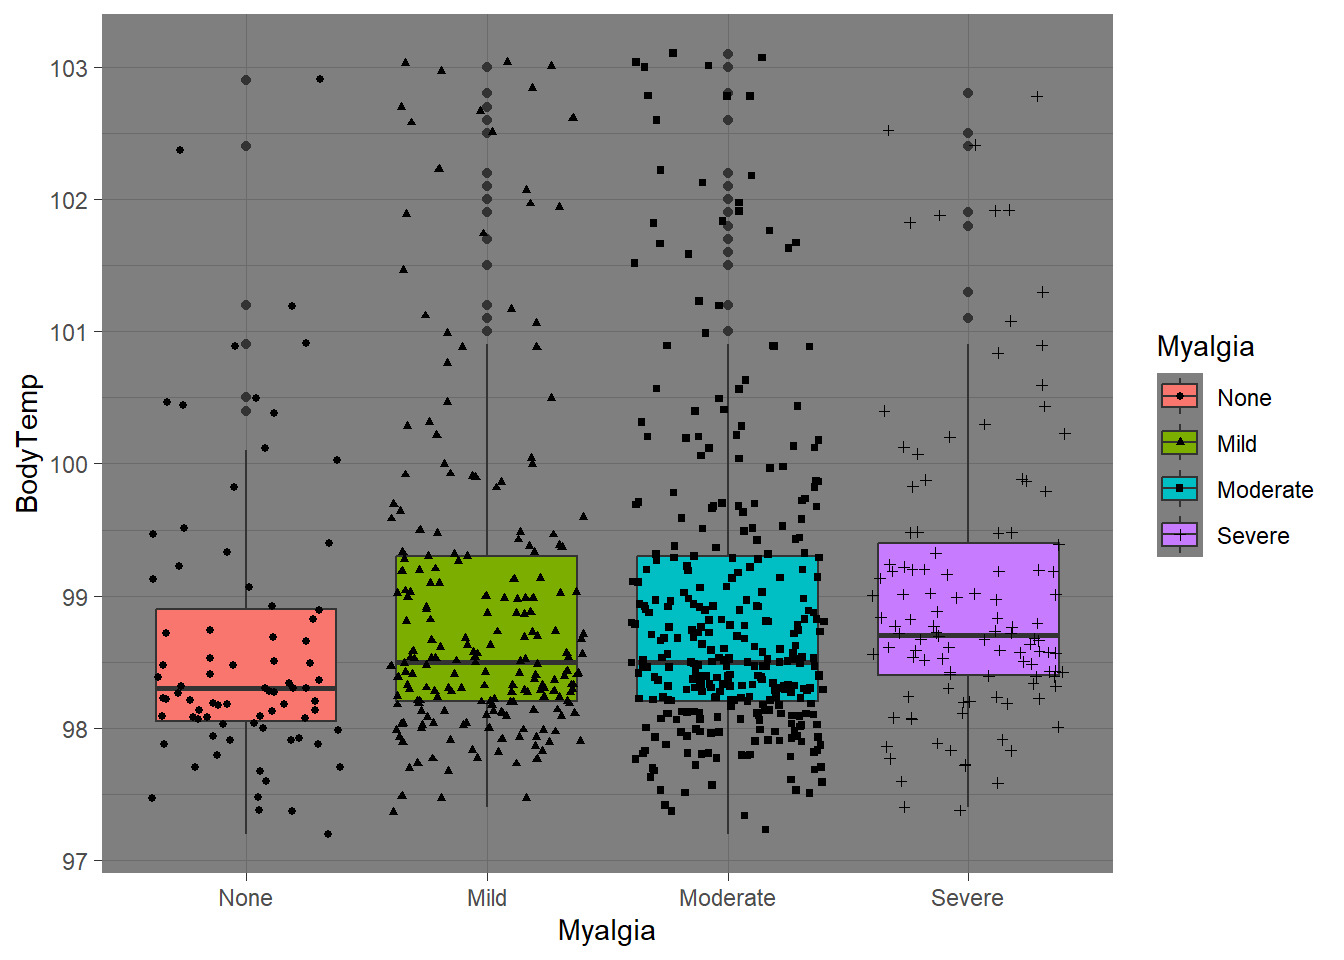 103
102
101
100
99
98
97
BodyTemp
None
Mild
Moderate
Severe
Myalgia
Myalgia
None
Mild
Moderate
Severe